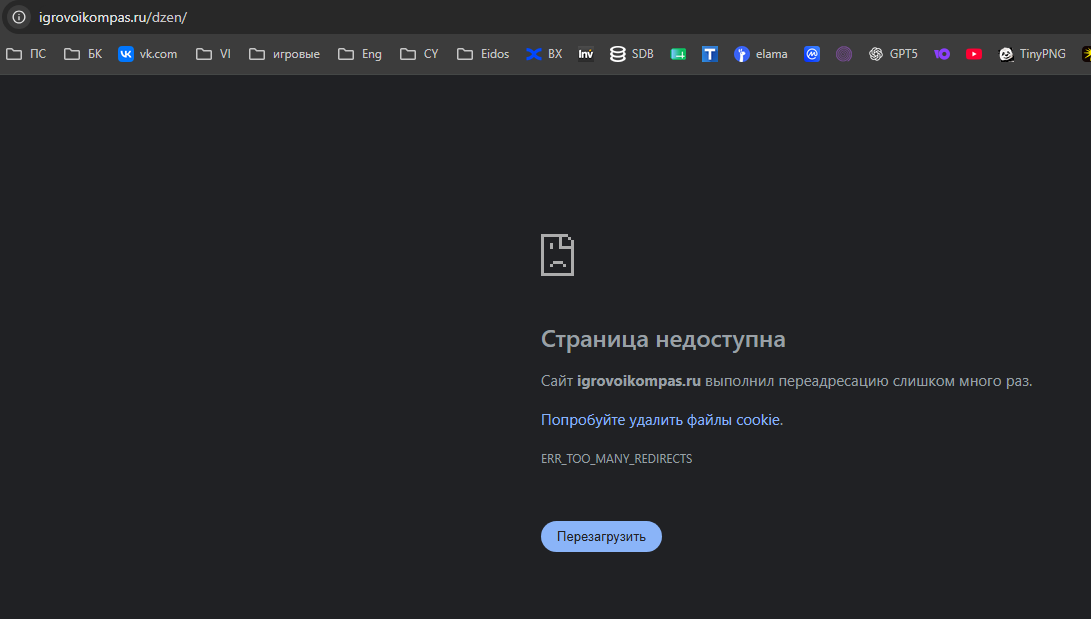 igrovoikompas.ru/dzen/
ПС БК vk.com VI игровые Eng CY Eidos BX Inv SDB T elama GPT5 TinyPNG
Страница недоступна
Сайт igrovoikompas.ru выполнил переадресацию слишком много раз.
Попробуйте удалить файлы cookie.
ERR_TOO_MANY_REDIRECTS
Перезагрузить